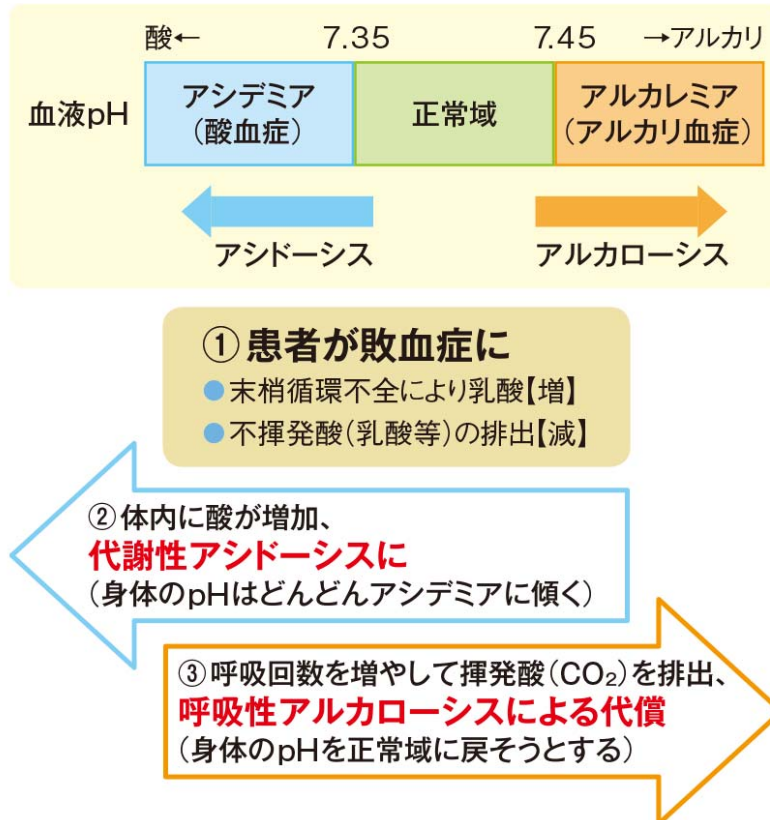 酸← 7.35 7.45 →アルカリ
血液pH
アシデミア
(酸血症)
正常域
アルカレミア
(アルカリ血症)
アシドーシス
アルカローシス
①患者が敗血症に
●末梢循環不全により乳酸【増】
●不揮発酸(乳酸等)の排出【減】
②体内に酸が増加、
代謝性アシドーシスに
(身体のpHはどんどんアシデミアに傾く)
③呼吸回数を増やして揮発酸(CO₂)を排出、
呼吸性アルカローシスによる代償
(身体のpHを正常域に戻そうとする)